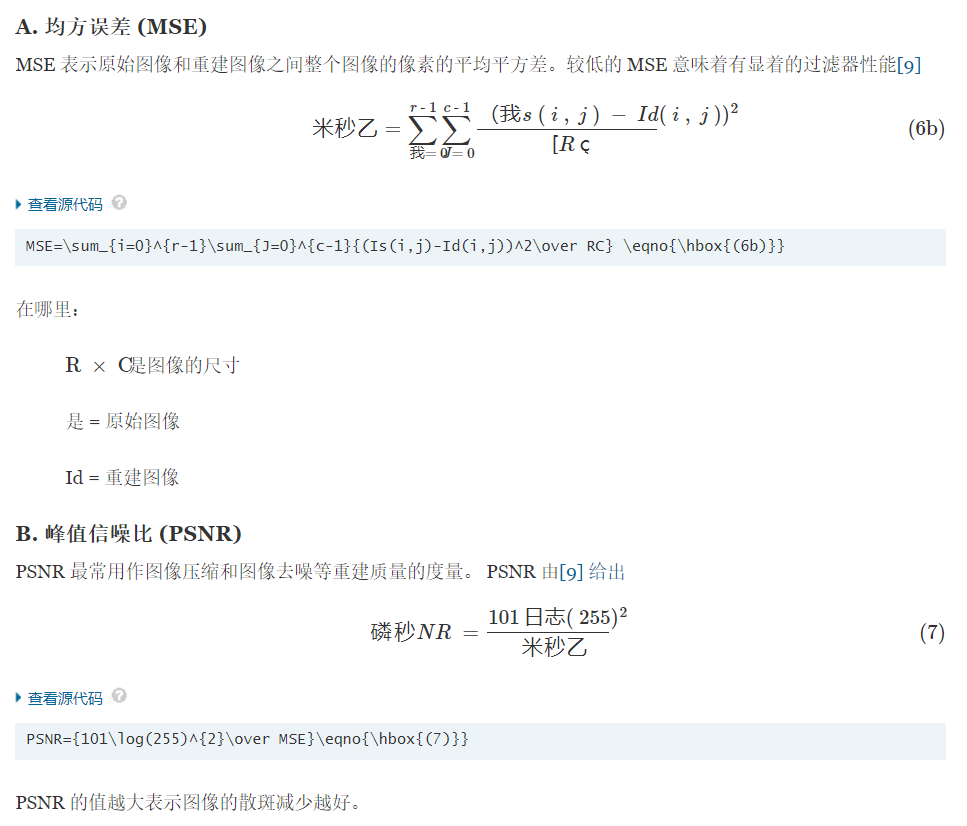 A. 均方误差 (MSE)
MSE 表示原始图像和重建图像之间整个图像的像素的平均平方差。较低的 MSE 意味着有显着的过滤器性能[9]
米秒乙 = \sum_{我=0}^{r-1}\sum_{J=0}^{c-1} \frac{(我s(i, j) − Id(i, j))^2}{[R ς} (6b)
查看源代码 ?
MSE=\sum_{i=0}^{r-1}\sum_{J=0}^{c-1}{(Is(i,j)-Id(i,j))^2\over RC} \eqno{\hbox{(6b)}}
在哪里：
R × C是图像的尺寸
是 = 原始图像
Id = 重建图像
B. 峰值信噪比 (PSNR)
PSNR 最常用作图像压缩和图像去噪等重建质量的度量。 PSNR 由[9] 给出
磷秒NR = \frac{101 日志(255)^2}{米秒乙} (7)
查看源代码 ?
PSNR={101\log(255)^{2}\over MSE}\eqno{\hbox{(7)}}
PSNR 的值越大表示图像的散斑减少越好。